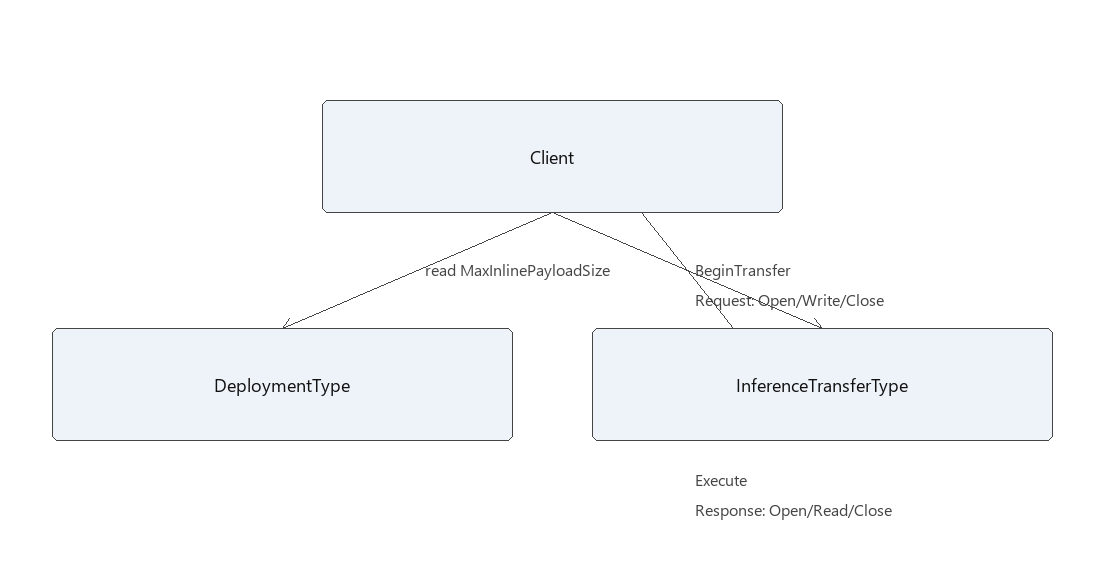 Client
read MaxInlinePayloadSize
BeginTransfer
Request: Open/Write/Close
DeploymentType
InferenceTransferType
Execute
Response: Open/Read/Close